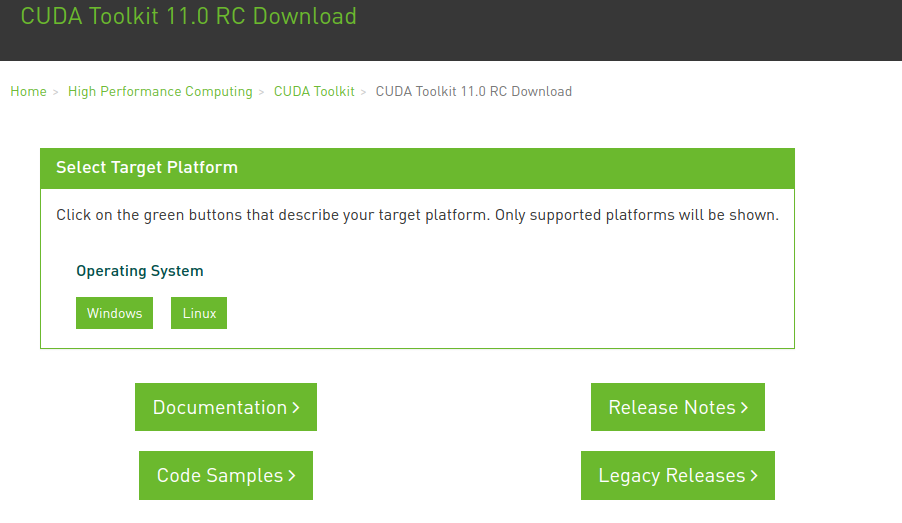 CUDA Toolkit 11.0 RC Download
Home > High Performance Computing > CUDA Toolkit > CUDA Toolkit 11.0 RC Download
Select Target Platform
Click on the green buttons that describe your target platform. Only supported platforms will be shown.
Operating System
Windows Linux
Documentation > Release Notes >
Code Samples > Legacy Releases >